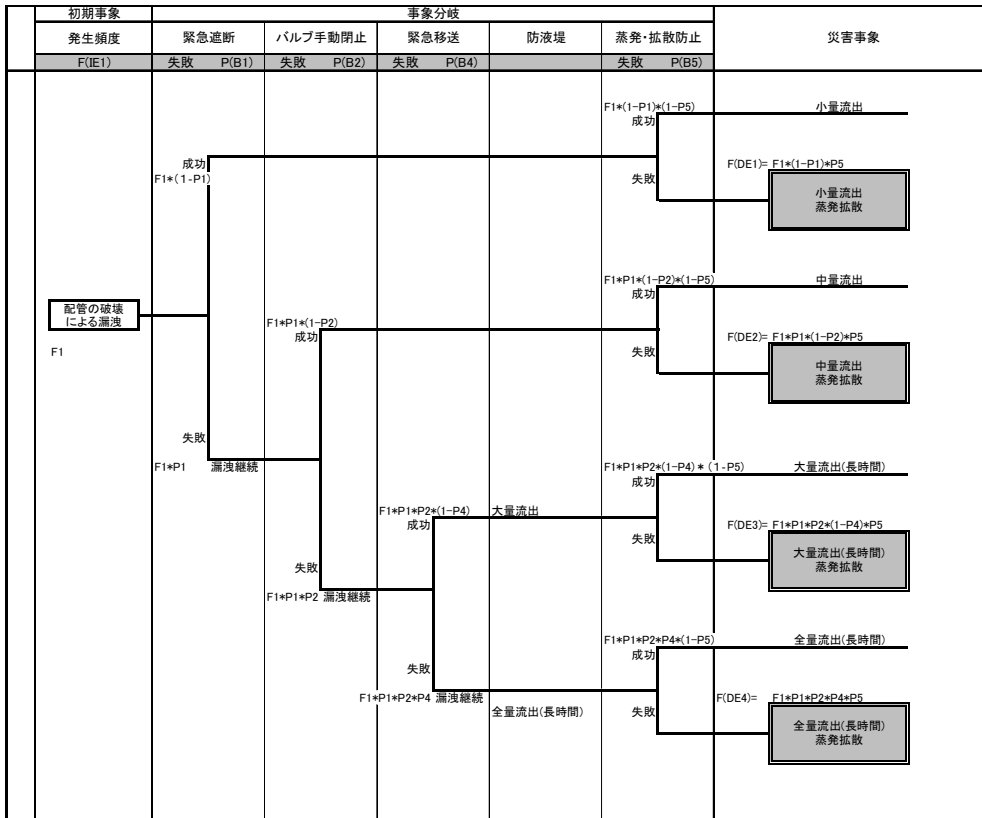 初期事象 事象分岐
発生頻度 緊急遮断 バルブ手動閉止 緊急移送 防液堤 蒸発・拡散防止 災害事象
F(IE1) 失敗 P(B1) 失敗 P(B2) 失敗 P(B4) 失敗 P(B5)
F1*(1-P1)*(1-P5) 小量流出
成功
成功
F1*(1-P1)
F(DE1)= F1*(1-P1)*P5
失敗
小量流出
蒸発拡散
F1*P1*(1-P2)*(1-P5) 中量流出
成功
配管の破壊
による漏洩
F1*P1*(1-P2)
成功
F(DE2)= F1*P1*(1-P2)*P5
F1
失敗
中量流出
蒸発拡散
失敗
F1*P1 漏洩継続
F1*P1*P2*(1-P4)*(1-P5) 大量流出(長時間)
成功
F1*P1*P2*(1-P4) 大量流出
成功
F(DE3)= F1*P1*P2*(1-P4)*P5
失敗
大量流出(長時間)
蒸発拡散
失敗
F1*P1*P2 漏洩継続
F1*P1*P2*P4*(1-P5) 全量流出(長時間)
成功
失敗
F1*P1*P2*P4 漏洩継続
F(DE4)= F1*P1*P2*P4*P5
全量流出(長時間)
失敗
全量流出(長時間)
蒸発拡散